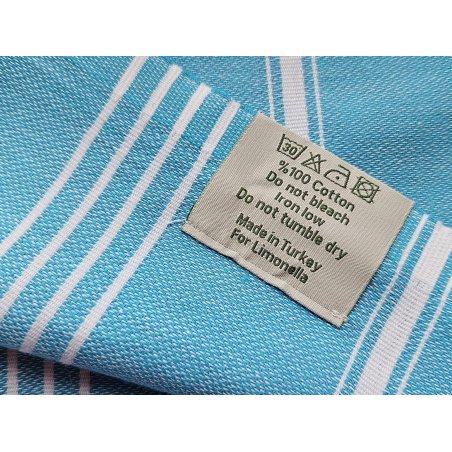 30
%100 Cotton
Do not bleach
Iron low
Do not tumble dry
Made in Turkey
For Limonella